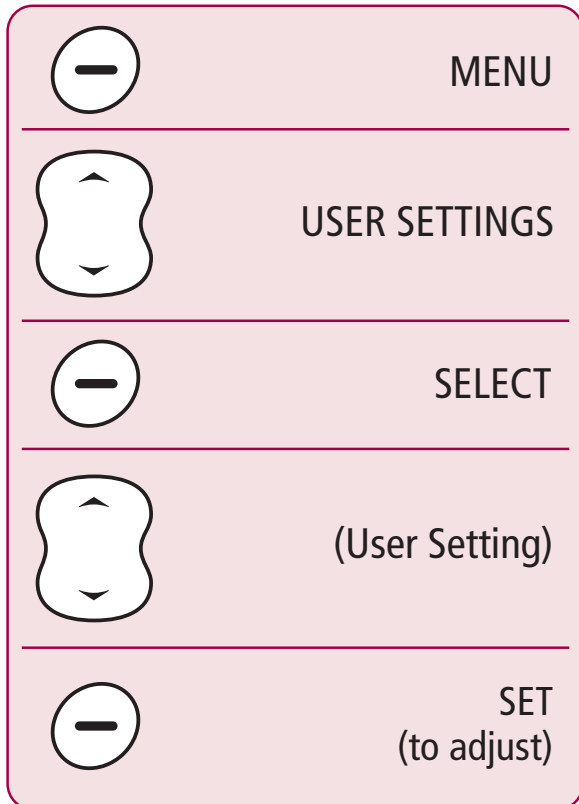 MENU
USER SETTINGS
SELECT
(User Setting)
SET
(to adjust)